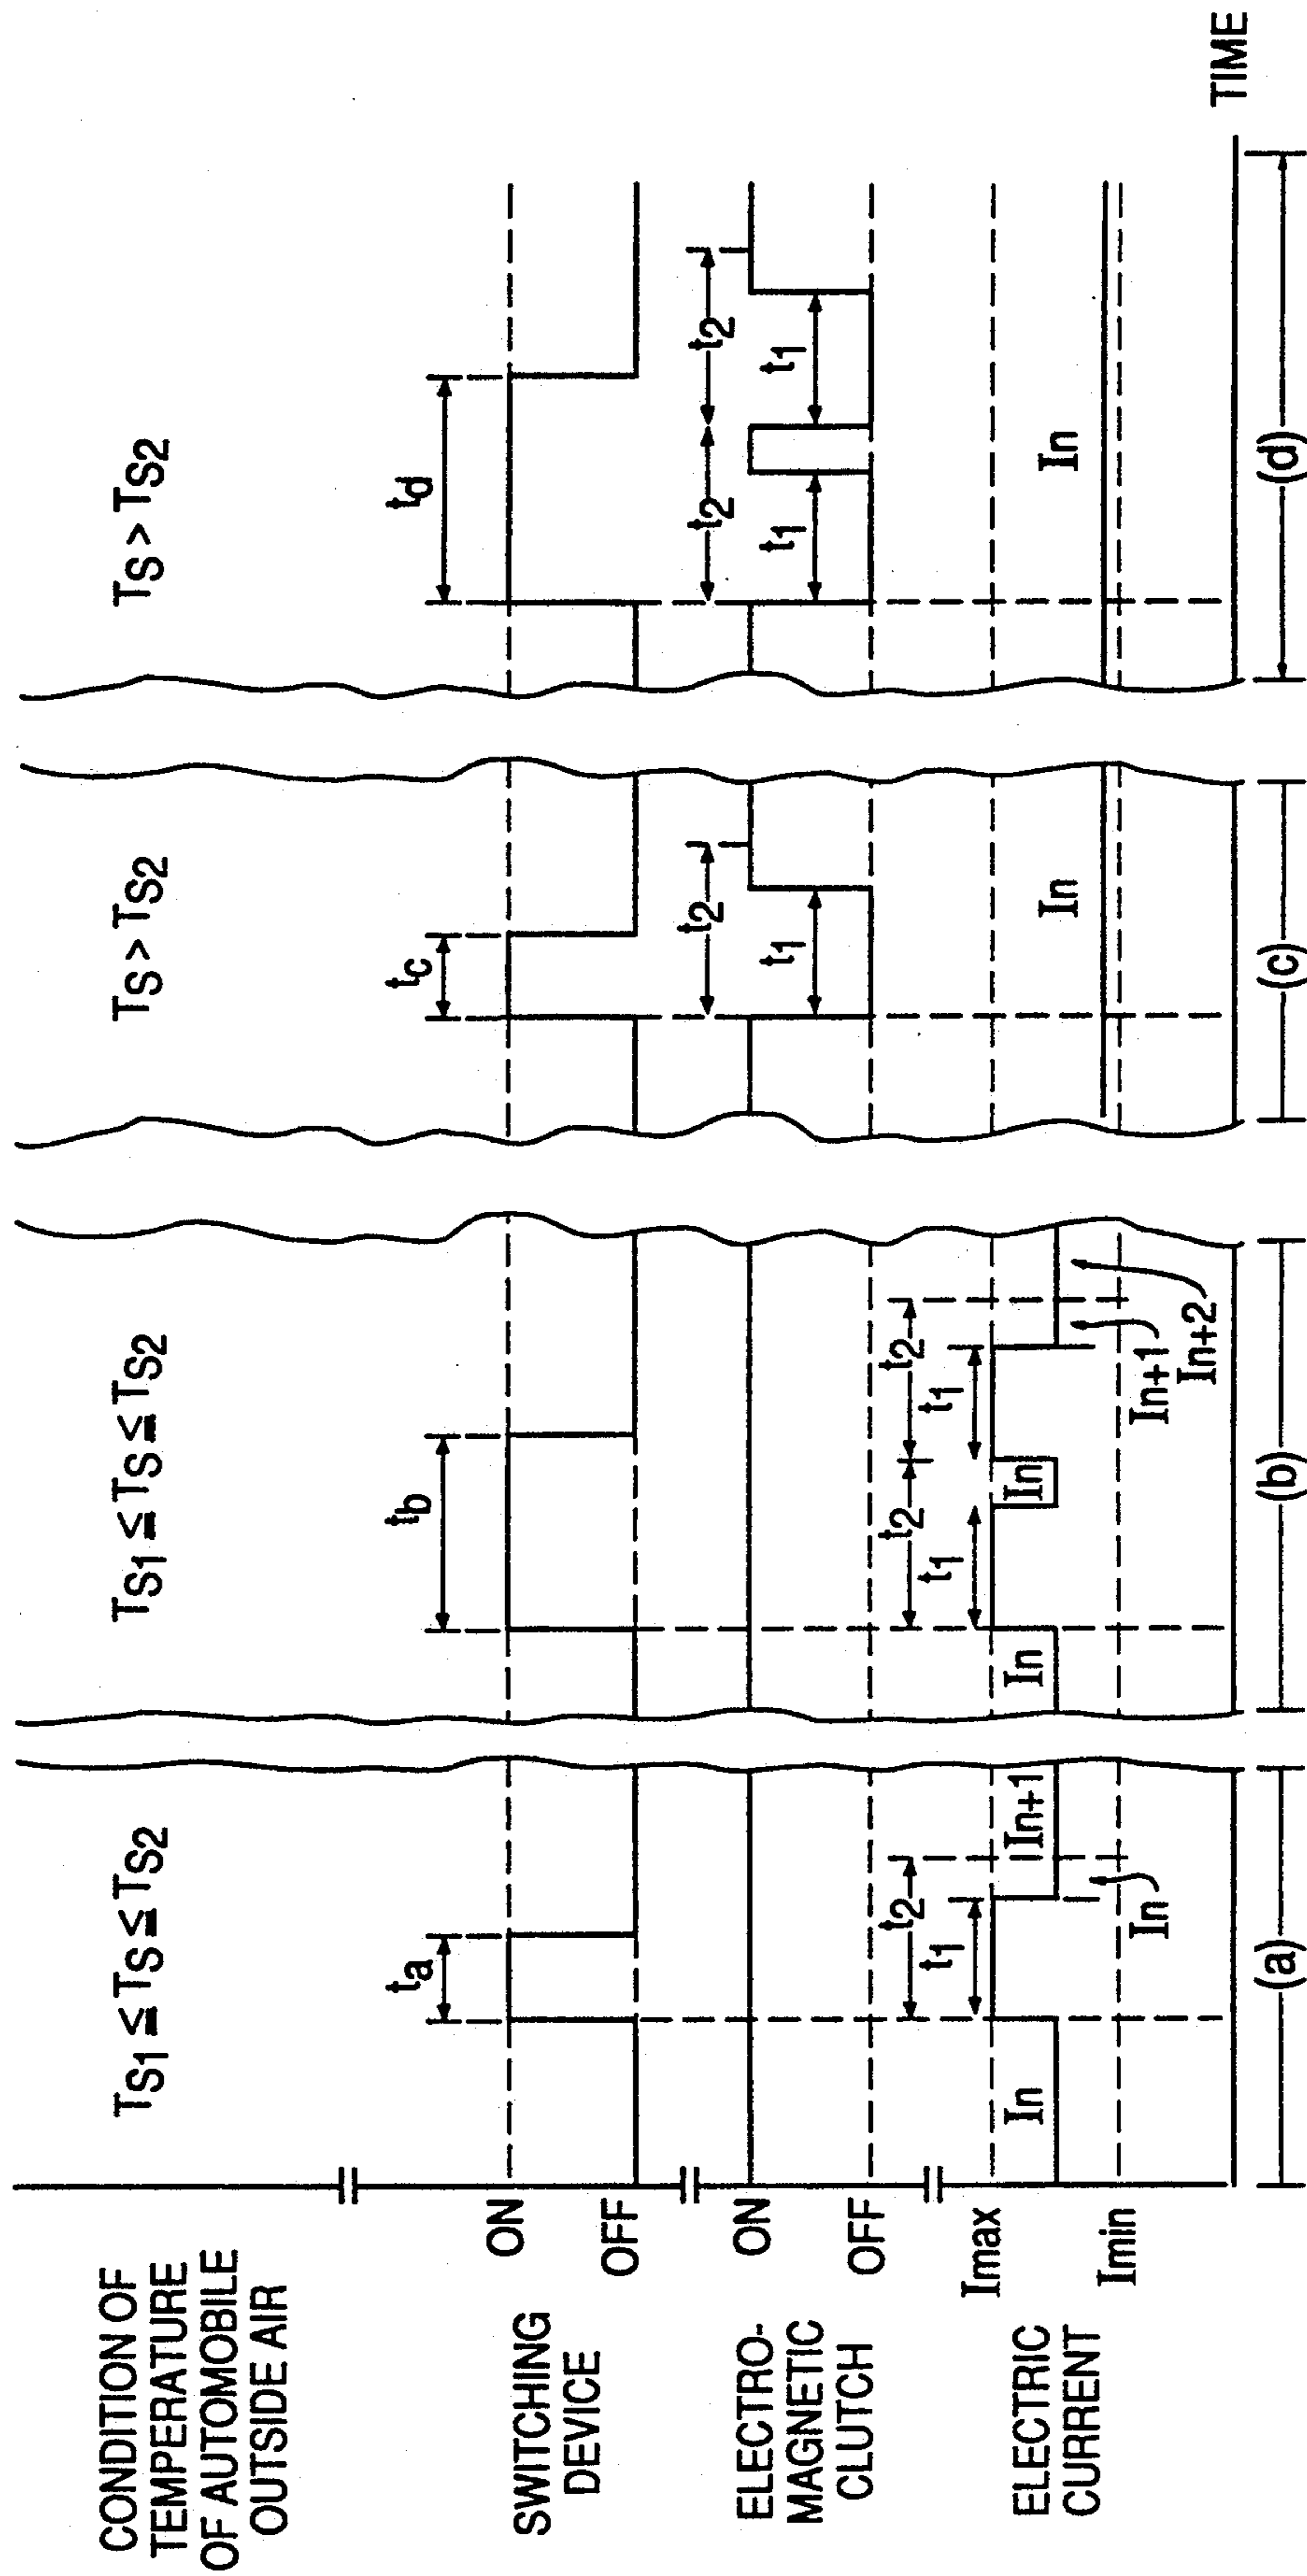 CONDITION OF
TEMPERATURE
OF AUTOMOBILE
OUTSIDE AIR
TS1 ≤ TS ≤ TS2
TS1 ≤ TS ≤ TS2
TS > TS2
TS > TS2
SWITCHING
DEVICE
ON
OFF
ta
tb
tc
td
ELECTRO-
MAGNETIC
CLUTCH
ON
OFF
t2
t1
t2
t2
t1
t1
ELECTRIC
CURRENT
Imax
Imin
In
t2
t1
In
In+1
In
t2
t1
In
t2
t1
In+1
In+2
In
In
TIME
(a)
(b)
(c)
(d)